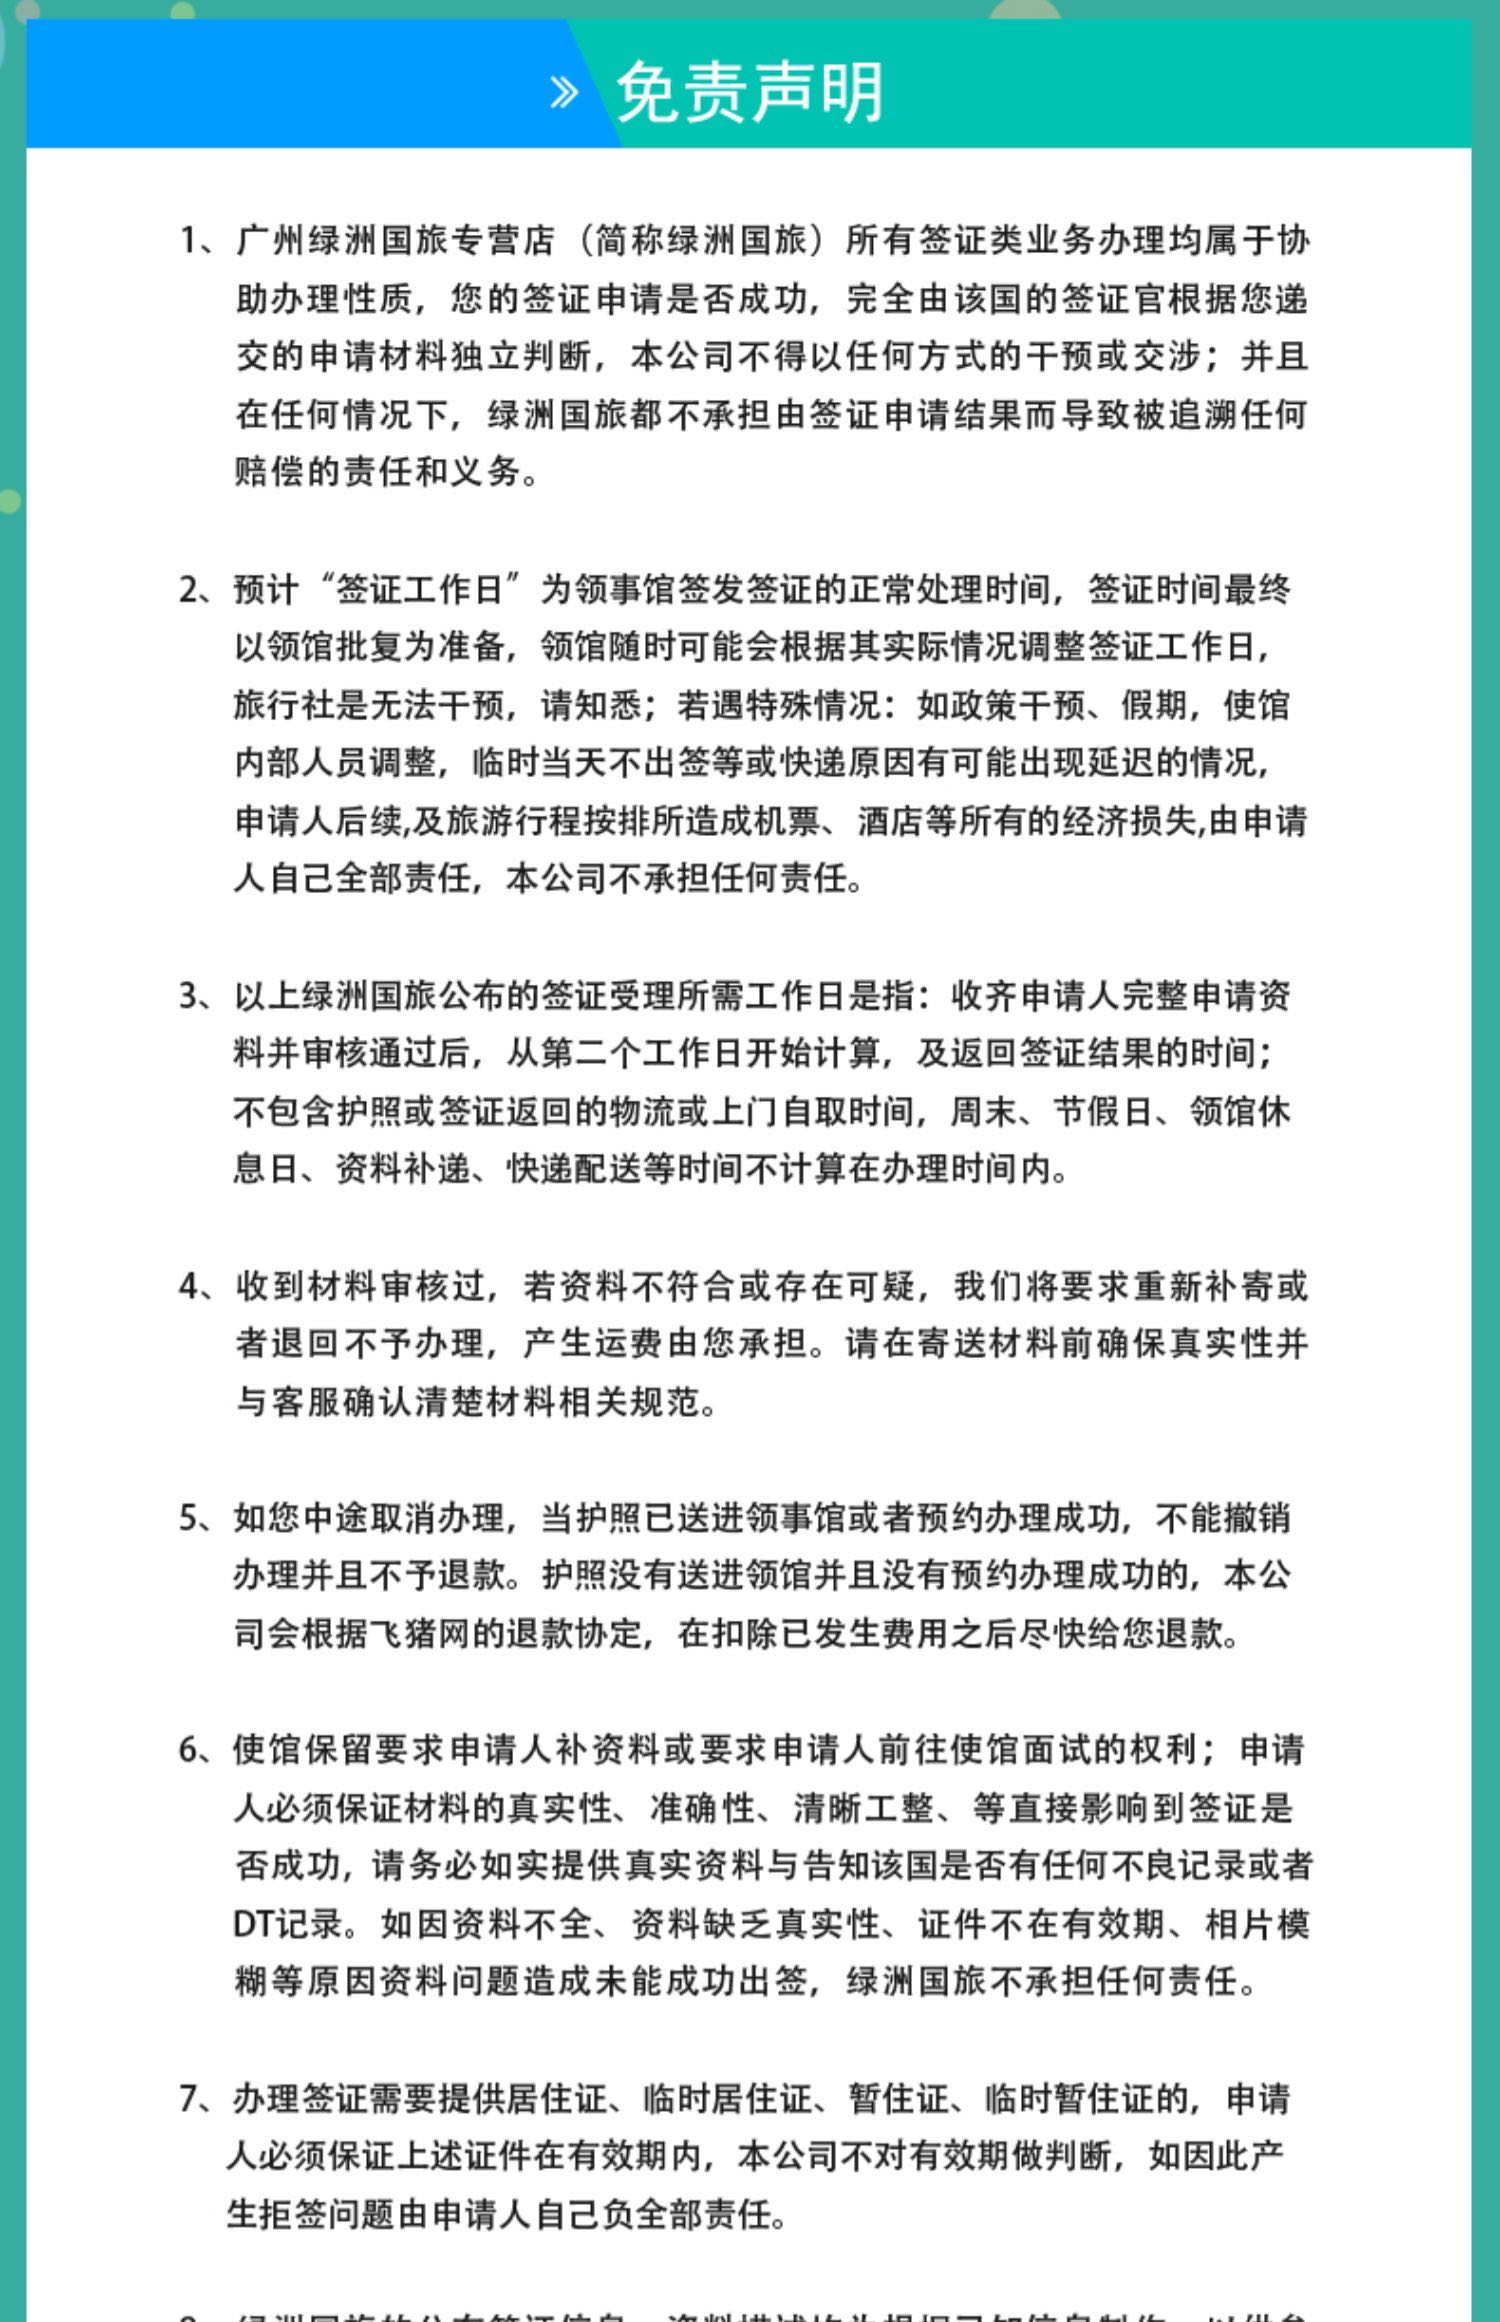 免责声明
1、广州绿洲国旅专营店（简称绿洲国旅）所有签证类业务办理均属于协
助办理性质，您的签证申请是否成功，完全由该国的签证官根据您递
交的申请材料独立判断，本公司不得以任何方式的干预或交涉；并且
在任何情况下，绿洲国旅都不承担由签证申请结果而导致被追溯任何
赔偿的责任和义务。
2、预计“签证工作日”为领事馆签发签证的正常处理时间，签证时间最终
以领馆批复为准备，领馆随时可能会根据其实际情况调整签证工作日，
旅行社是无法干预，请知悉；若遇特殊情况：如政策干预、假期，使馆
内部人员调整，临时当天不出签等或快递原因有可能出现延迟的情况，
申请人后续,及旅游行程按排所造成机票、酒店等所有的经济损失,由申请
人自己全部责任，本公司不承担任何责任。
3、以上绿洲国旅公布的签证受理所需工作日是指：收齐申请人完整申请资
料并审核通过后，从第二个工作日开始计算，及返回签证结果的时间；
不包含护照或签证返回的物流或上门自取时间，周末、节假日、领馆休
息日、资料补递、快递配送等时间不计算在办理时间内。
4、收到材料审核过，若资料不符合或存在可疑，我们将要求重新补寄或
者退回不予办理，产生运费由您承担。请在寄送材料前确保真实性并
与客服确认清楚材料相关规范。
5、如您中途取消办理，当护照已送进领事馆或者预约办理成功，不能撤销
办理并且不予退款。护照没有送进领馆并且没有预约办理成功的，本公
司会根据飞猪网的退款协定，在扣除已发生费用之后尽快给您退款。
6、使馆保留要求申请人补资料或要求申请人前往使馆面试的权利；申请
人必须保证材料的真实性、准确性、清晰工整、等直接影响到签证是
否成功，请务必如实提供真实资料与告知该国是否有任何不良记录或者
DT记录。如因资料不全、资料缺乏真实性、证件不在有效期、相片模
糊等原因资料问题造成未能成功出签，绿洲国旅不承担任何责任。
7、办理签证需要提供居住证、临时居住证、暂住证、临时暂住证的，申请
人必须保证上述证件在有效期内，本公司不对有效期做判断，如因此产
生拒签问题由申请人自己负全部责任。